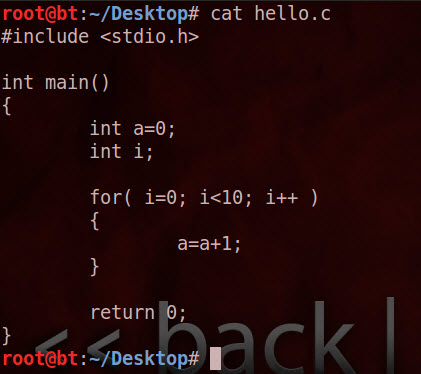 root@bt:~/Desktop# cat hello.c
#include <stdio.h>

int main()
{
        int a=0;
        int i;

        for( i=0; i<10; i++ )
        {
                a=a+1;
        }

        return 0;
}
<< back |
root@bt:~/Desktop#